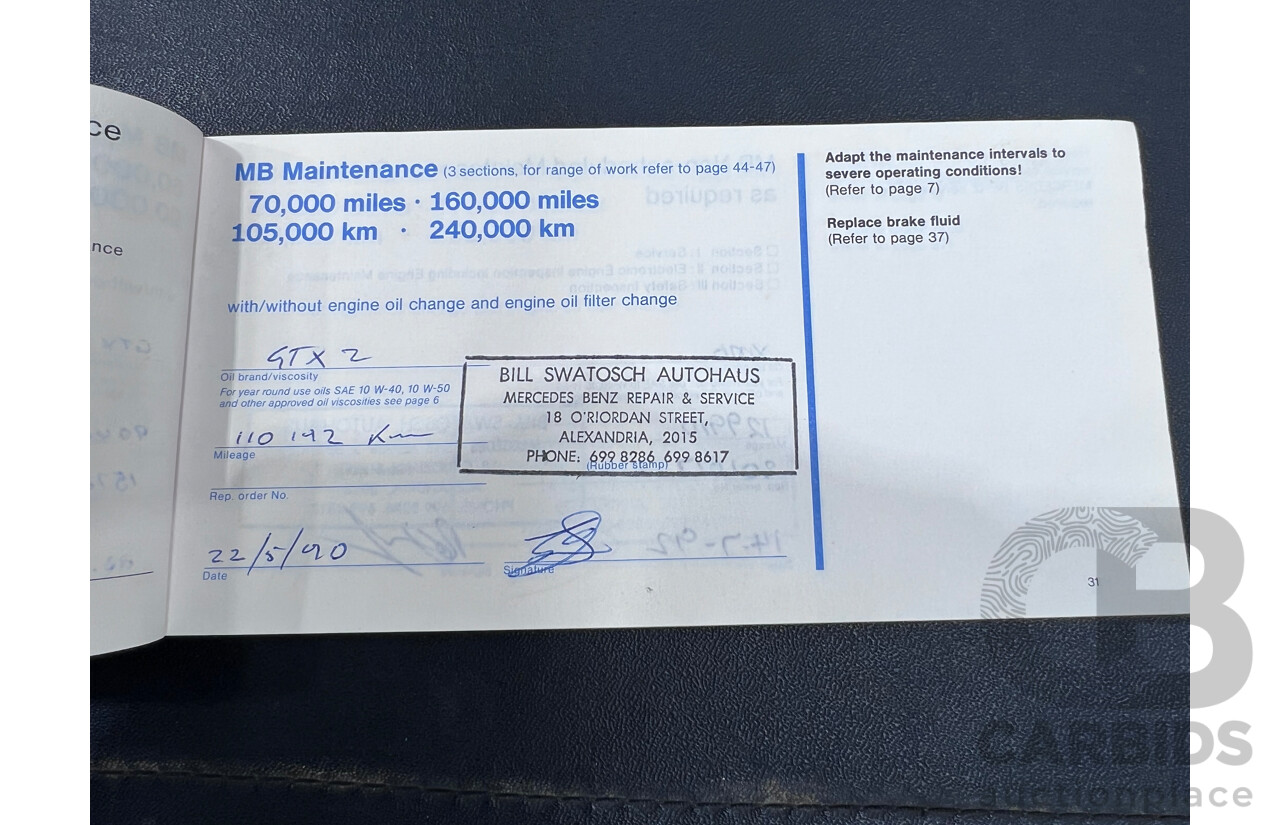 ce
nce
MB Maintenance (3 sections, for range of work refer to page 44-47)
70,000 miles · 160,000 miles
105,000 km · 240,000 km
with/without engine oil change and engine oil filter change
GTX 2
Oil brand/viscosity
For year round use oils SAE 10 W-40, 10 W-50
and other approved oil viscosities see page 6
110 192 Km
Mileage
Rep. order No.
22/5/90
Date
Signature
BILL SWATOSCH AUTOHAUS
MERCEDES BENZ REPAIR & SERVICE
18 O'RIORDAN STREET,
ALEXANDRIA, 2015
PHONE: 699 8286 699 8617
(Rubber stamp)
Adapt the maintenance intervals to
severe operating conditions!
(Refer to page 7)
Replace brake fluid
(Refer to page 37)
31
CARBIDS
auctionplace